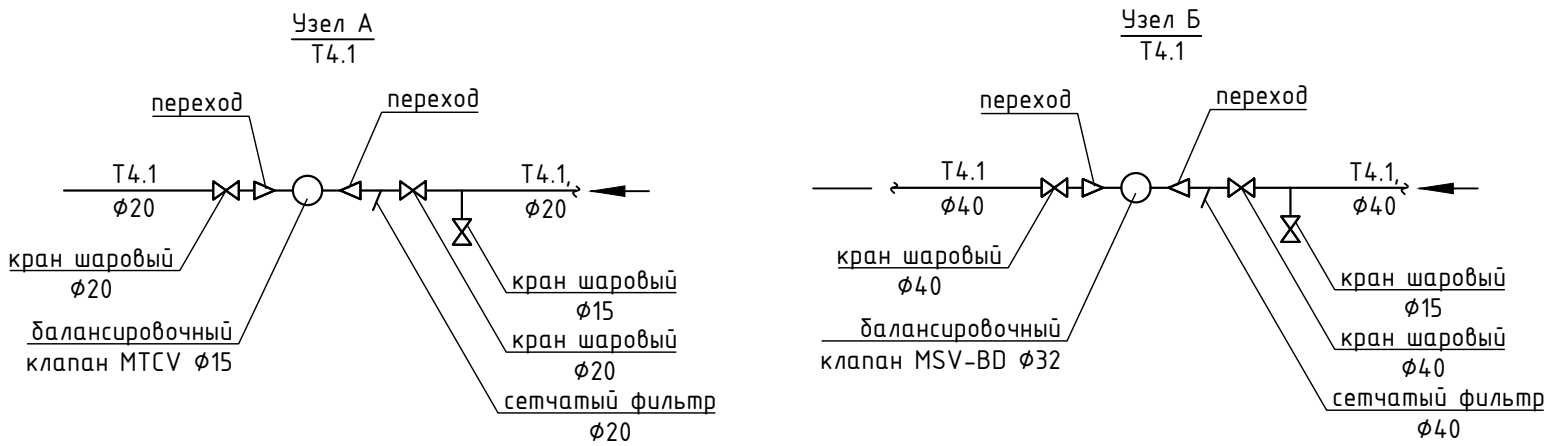 Узел А
Т4.1
переход
переход
Т4.1
Ф20
Т4.1,
Ф20
кран шаровый
Ф20
кран шаровый
Ф15
балансировочный
клапан MTCV Ф15
кран шаровый
Ф20
сетчатый фильтр
Ф20
Узел Б
Т4.1
переход
переход
Т4.1
Ф40
Т4.1,
Ф40
кран шаровый
Ф40
кран шаровый
Ф15
балансировочный
клапан MSV-BD Ф32
кран шаровый
Ф40
сетчатый фильтр
Ф40